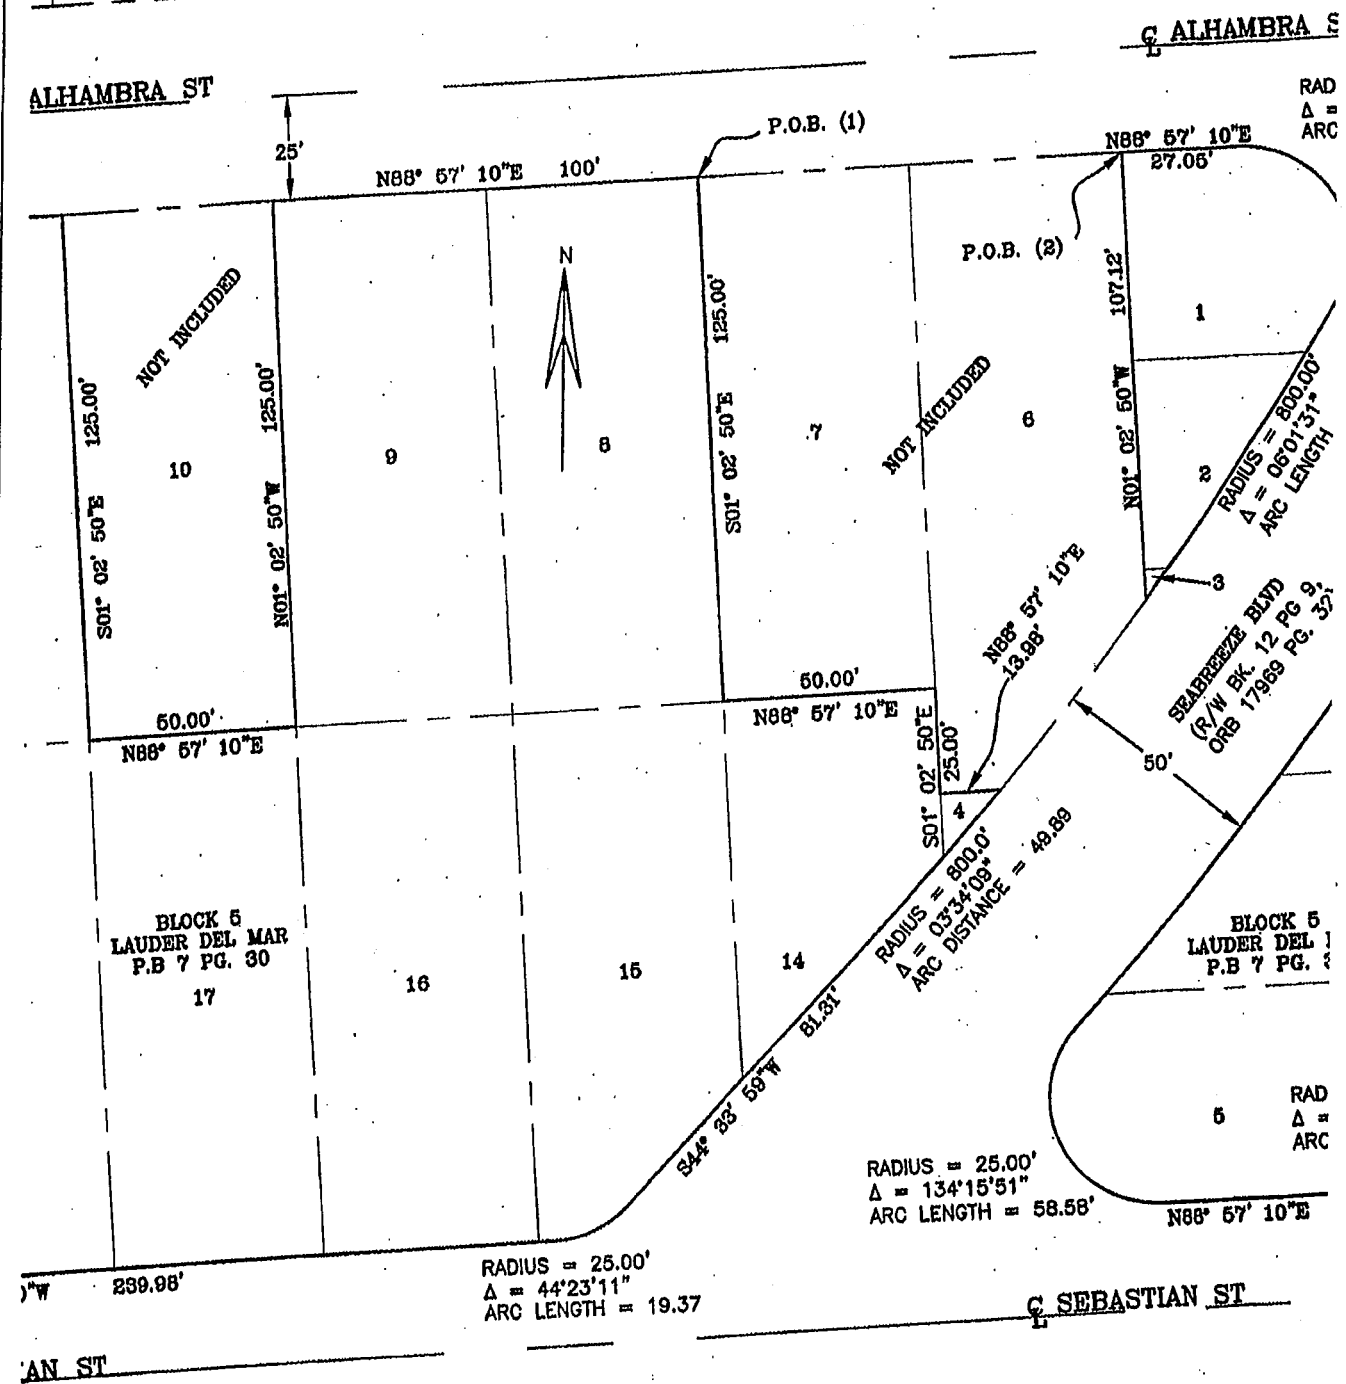 ₵L ALHAMBRA S
ALHAMBRA ST
RAD
Δ =
ARC
P.O.B. (1)
N88° 57' 10"E
27.05'
25'
N88° 57' 10"E 100'
P.O.B. (2)
NOT INCLUDED
N
107.12'
1
125.00'
125.00'
125.00'
NOT INCLUDED
10
9
8
7
6
2
N01° 02' 50"W
RADIUS = 800.00'
Δ = 06°01'31"
ARC LENGTH
S01° 02' 50"E
N01° 02' 50"W
S01° 02' 50"E
3
N88° 57' 10"E
13.98'
SEABREEZE BLVD
(R/W BK. 12 PG 9,
ORB 17969 PG. 32
50.00'
N88° 57' 10"E
50.00'
N88° 57' 10"E
S01° 02' 50"E
25.00'
50'
4
RADIUS = 800.0'
Δ = 03°34'09"
ARC DISTANCE = 49.89
BLOCK 5
LAUDER DEL MAR
P.B 7 PG. 30
17
16
15
14
BLOCK 5
LAUDER DEL
P.B 7 PG. 3
81.31'
S44° 33' 59"W
5
RAD
Δ =
ARC
RADIUS = 25.00'
Δ = 134°15'51"
ARC LENGTH = 58.58'
N88° 57' 10"E
"W 239.98'
RADIUS = 25.00'
Δ = 44°23'11"
ARC LENGTH = 19.37
CL SEBASTIAN ST
AN ST